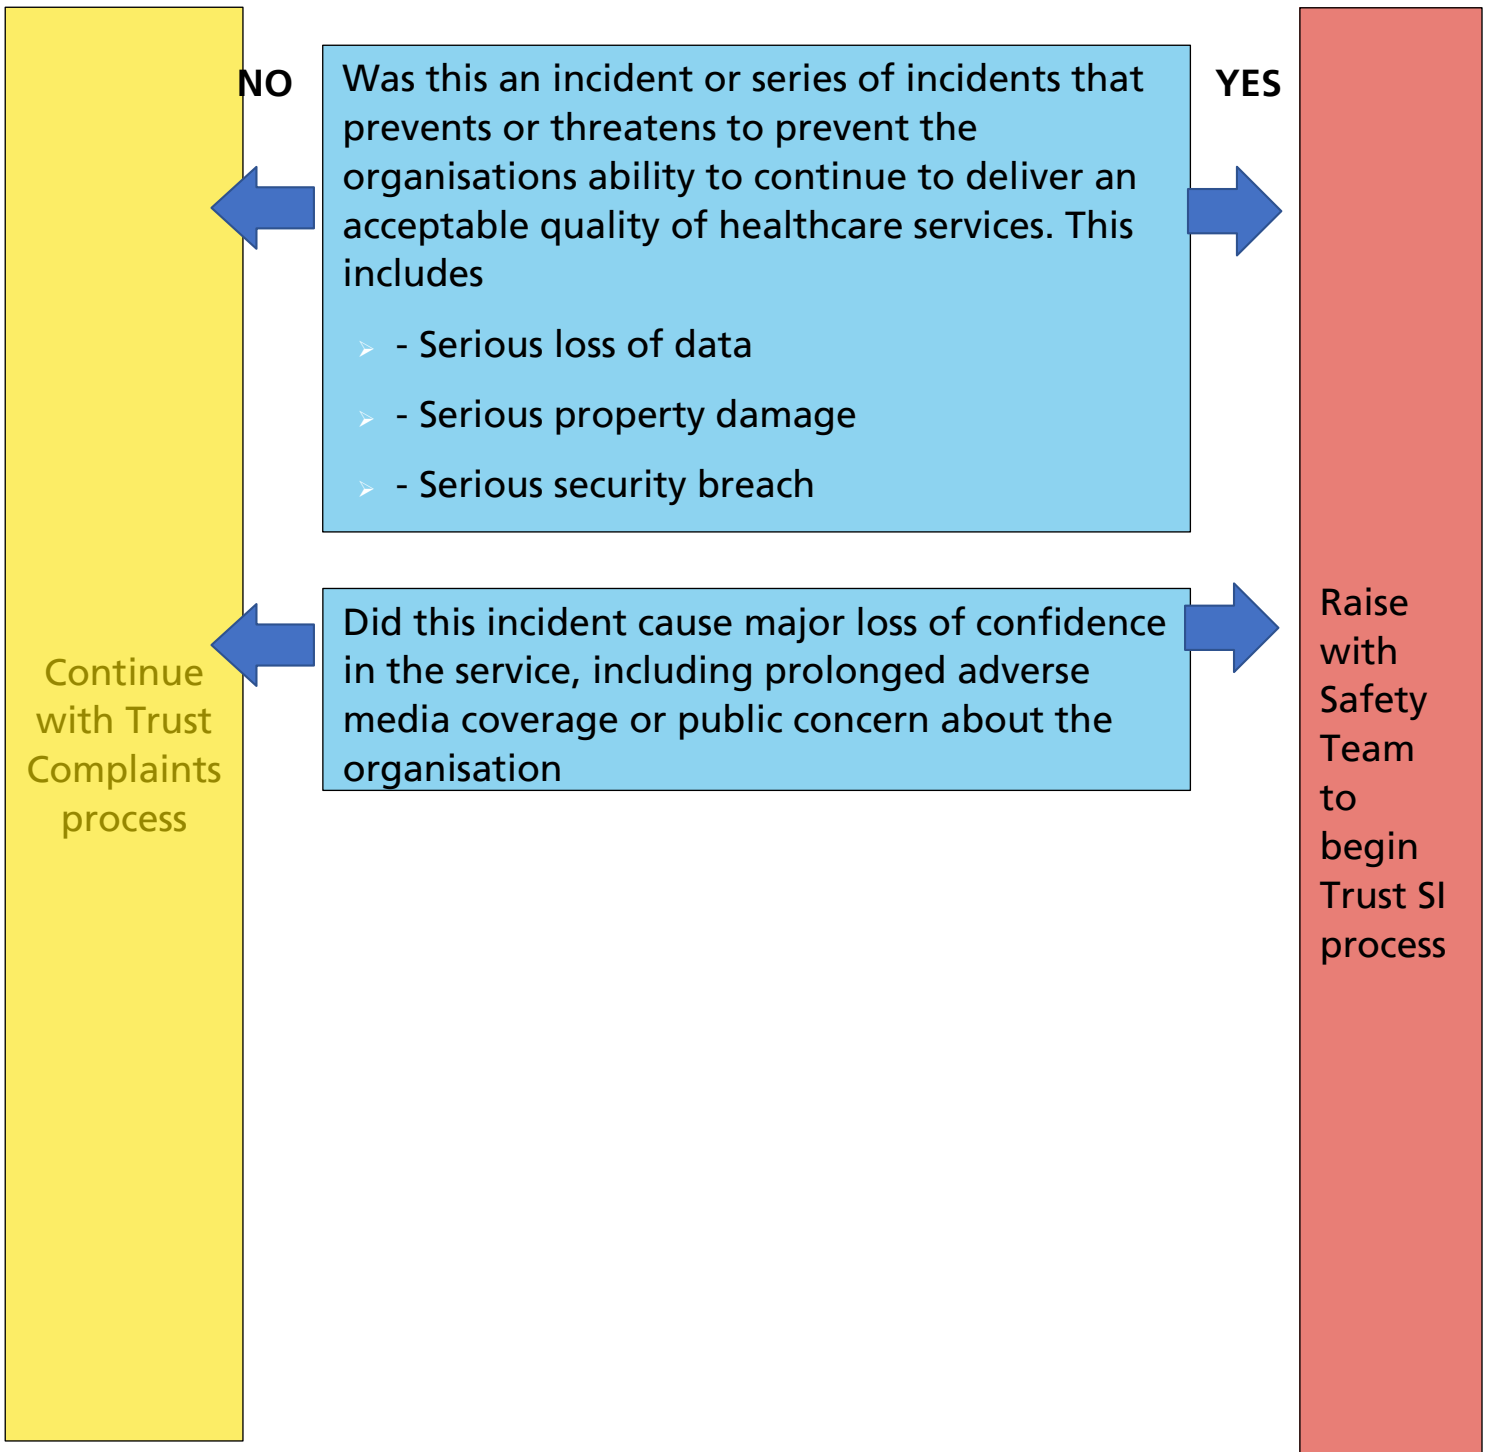 NO
Was this an incident or series of incidents that
prevents or threatens to prevent the
organisations ability to continue to deliver an
acceptable quality of healthcare services. This
includes
- Serious loss of data
- Serious property damage
- Serious security breach
YES
Did this incident cause major loss of confidence
in the service, including prolonged adverse
media coverage or public concern about the
organisation
Continue
with Trust
Complaints
process
Raise
with
Safety
Team
to
begin
Trust SI
process